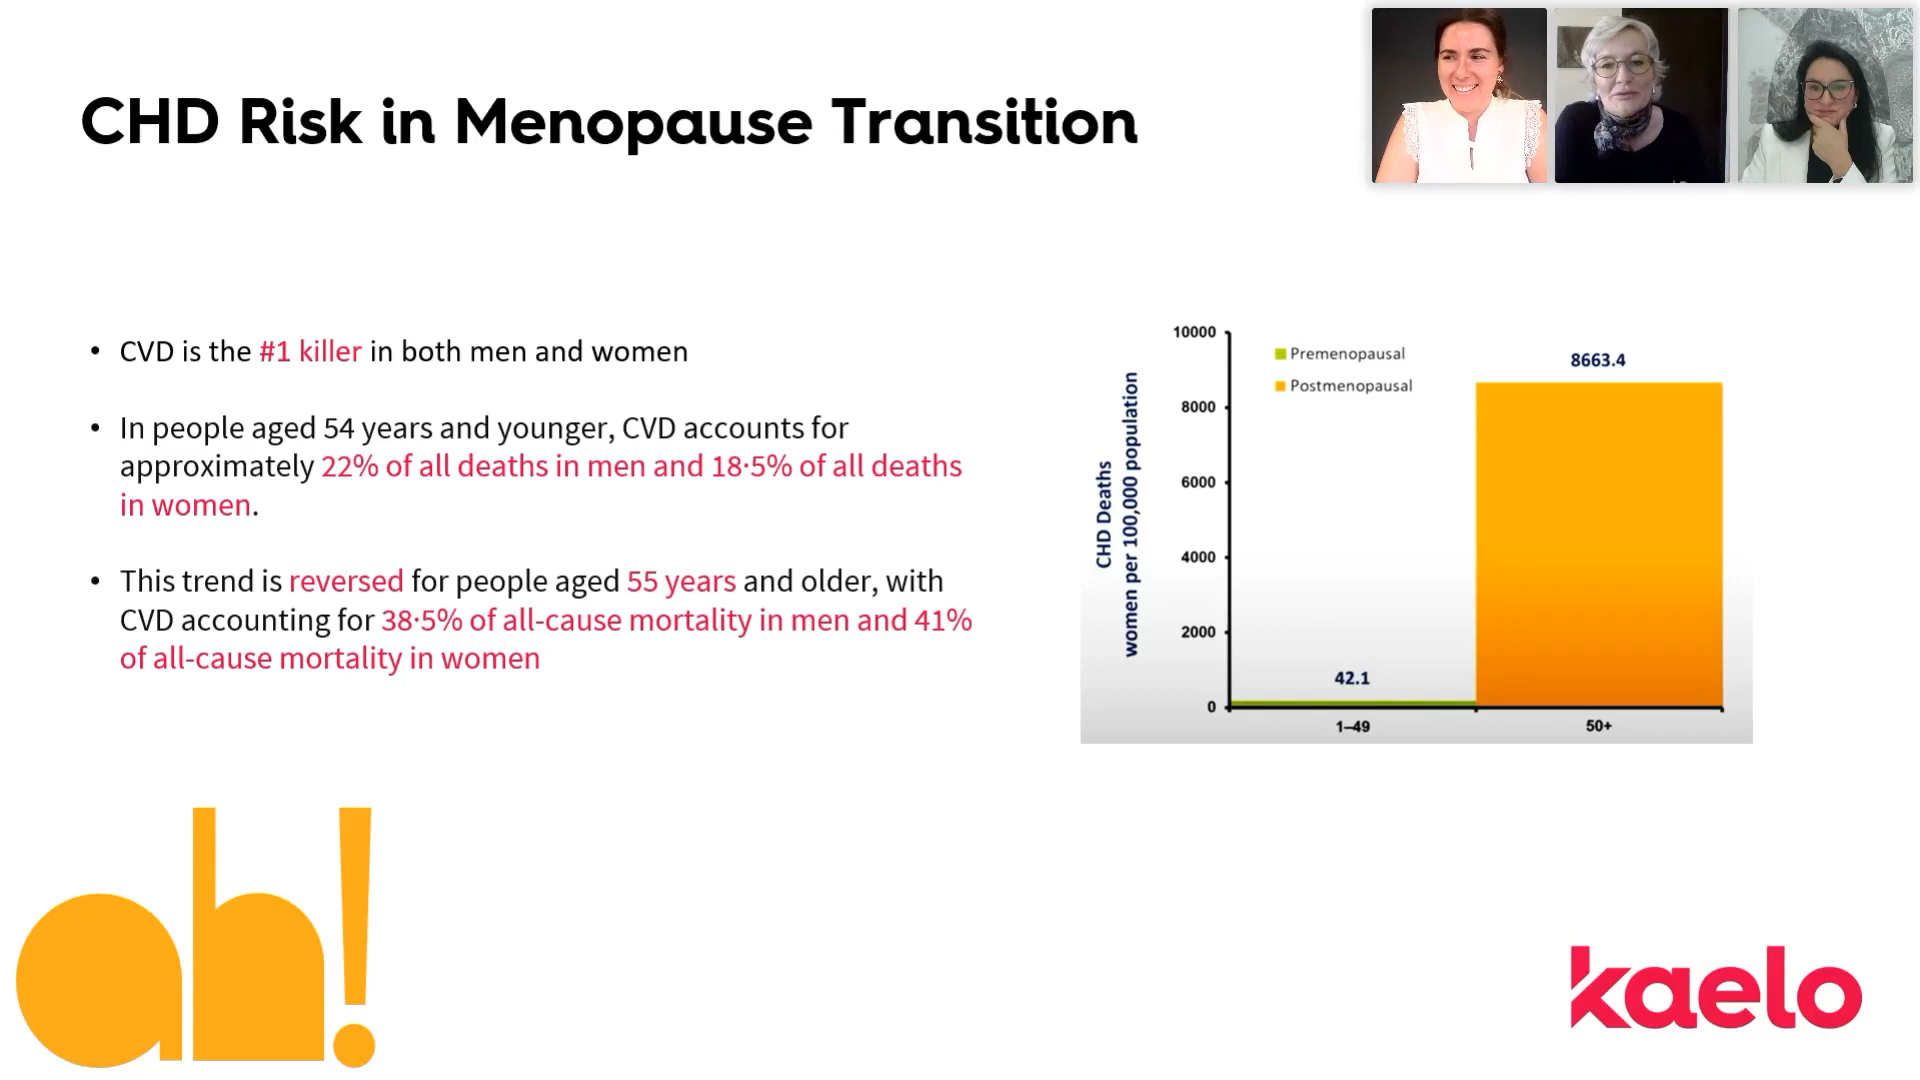 CHD Risk in Menopause Transition
• CVD is the #1 killer in both men and women
• In people aged 54 years and younger, CVD accounts for
approximately 22% of all deaths in men and 18·5% of all deaths
in women.
• This trend is reversed for people aged 55 years and older, with
CVD accounting for 38·5% of all-cause mortality in men and 41%
of all-cause mortality in women
CHD Deaths
women per 100,000 population
10000
8000
6000
4000
2000
0
Premenopausal
Postmenopausal
8663.4
42.1
1–49
50+
ah!
kaelo